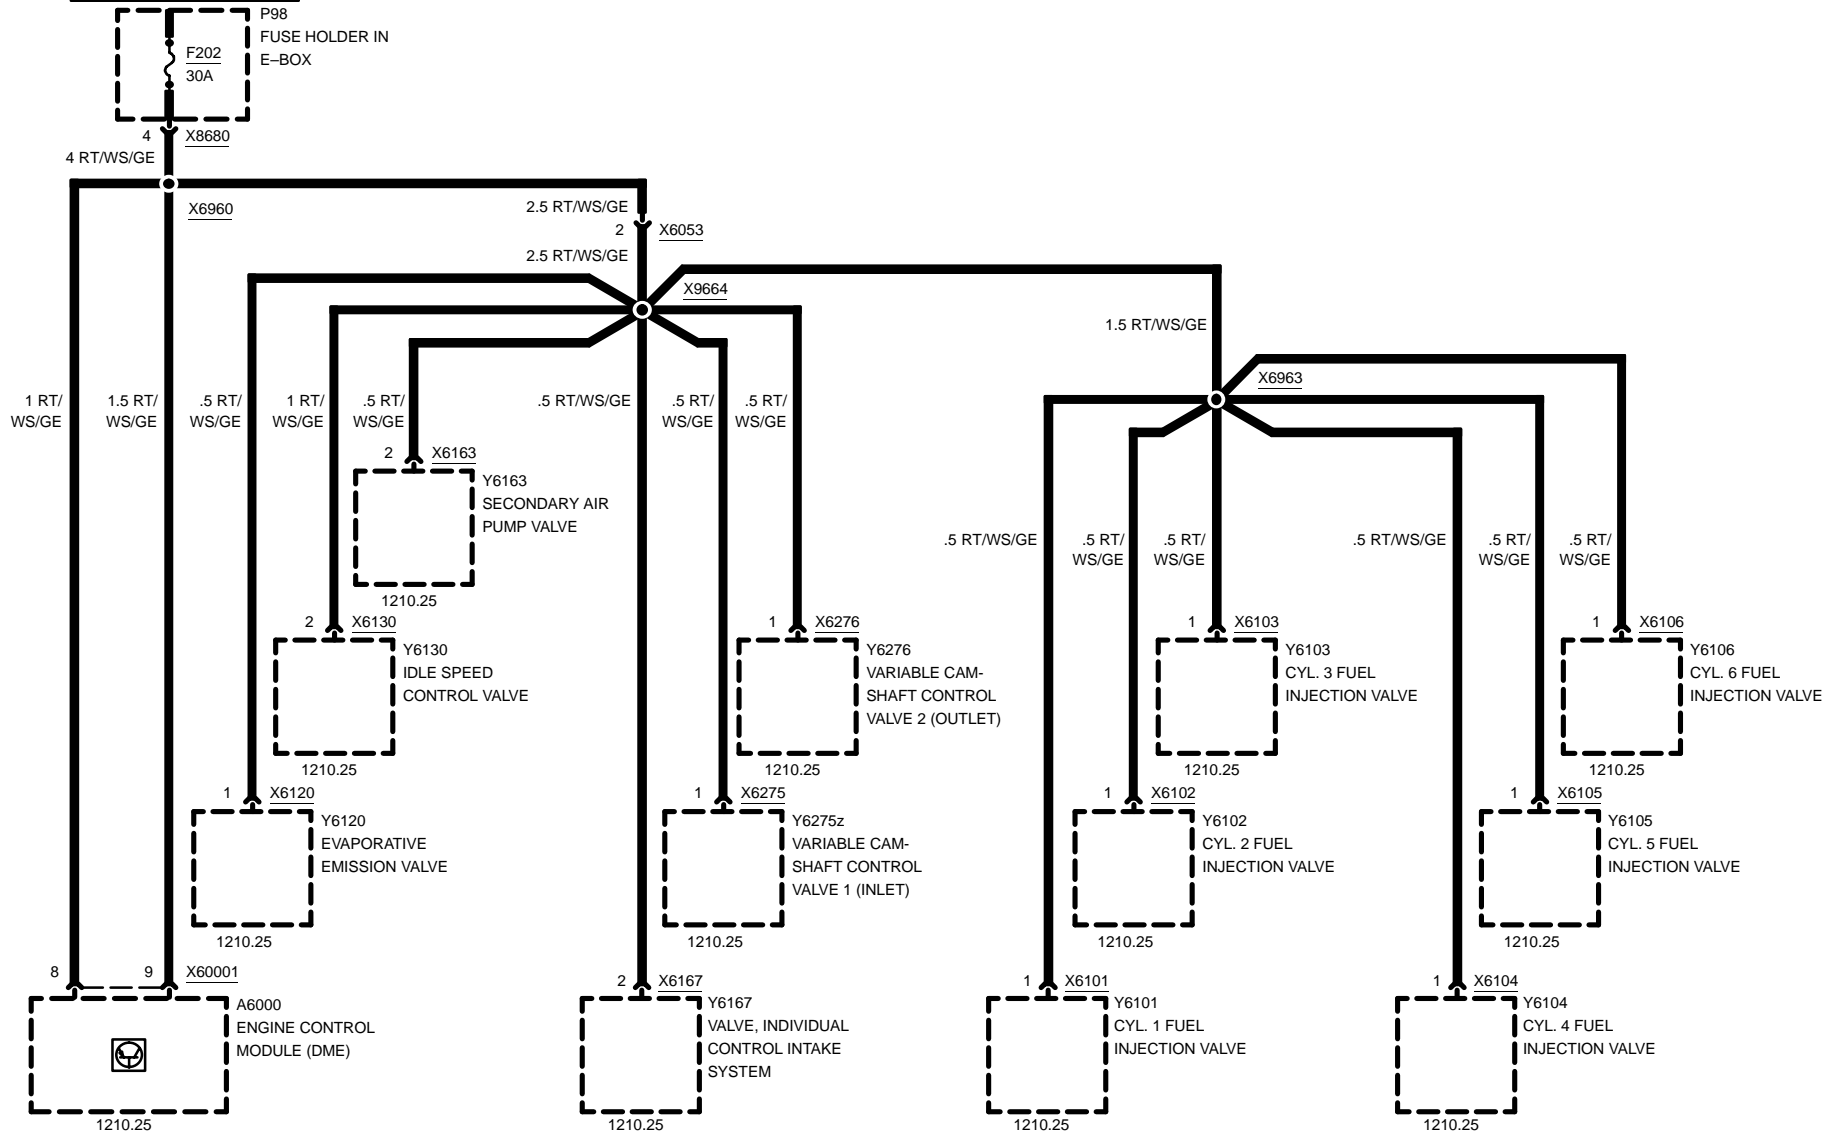 P98
FUSE HOLDER IN
E–BOX
F202
30A
4
X8680
4 RT/WS/GE
X6960
2.5 RT/WS/GE
2
X6053
2.5 RT/WS/GE
X9664
1.5 RT/WS/GE
X6963
1 RT/
WS/GE
1.5 RT/
WS/GE
.5 RT/
WS/GE
1 RT/
WS/GE
.5 RT/
WS/GE
.5 RT/WS/GE
.5 RT/
WS/GE
.5 RT/
WS/GE
2
X6163
Y6163
SECONDARY AIR
PUMP VALVE
1210.25
.5 RT/WS/GE
.5 RT/
WS/GE
.5 RT/
WS/GE
.5 RT/WS/GE
.5 RT/
WS/GE
.5 RT/
WS/GE
2
X6130
Y6130
IDLE SPEED
CONTROL VALVE
1210.25
1
X6276
Y6276
VARIABLE CAM-
SHAFT CONTROL
VALVE 2 (OUTLET)
1210.25
1
X6103
Y6103
CYL. 3 FUEL
INJECTION VALVE
1210.25
1
X6106
Y6106
CYL. 6 FUEL
INJECTION VALVE
1210.25
1
X6120
Y6120
EVAPORATIVE
EMISSION VALVE
1210.25
1
X6275
Y6275z
VARIABLE CAM-
SHAFT CONTROL
VALVE 1 (INLET)
1210.25
1
X6102
Y6102
CYL. 2 FUEL
INJECTION VALVE
1210.25
1
X6105
Y6105
CYL. 5 FUEL
INJECTION VALVE
1210.25
8
9
X60001
A6000
ENGINE CONTROL
MODULE (DME)
1210.25
2
X6167
Y6167
VALVE, INDIVIDUAL
CONTROL INTAKE
SYSTEM
1210.25
1
X6101
Y6101
CYL. 1 FUEL
INJECTION VALVE
1210.25
1
X6104
Y6104
CYL. 4 FUEL
INJECTION VALVE
1210.25